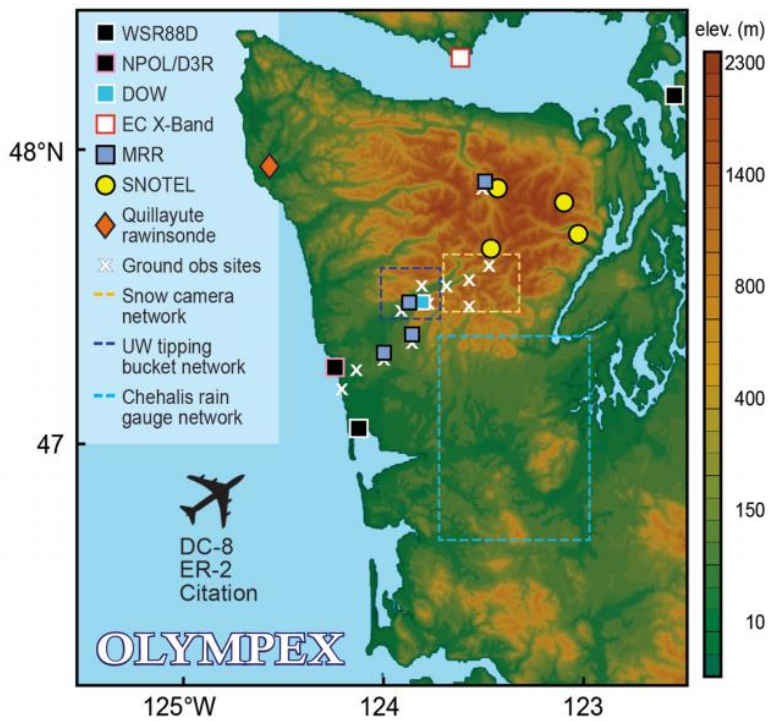 WSR88D
NPOL/D3R
DOW
EC X-Band
MRR
SNOTEL
Quillayute
rawinsonde
Ground obs sites
Snow camera
network
UW tipping
bucket network
Chehalis rain
gauge network
elev. (m)
2300
1400
800
400
150
10
48°N
47
DC-8
ER-2
Citation
OLYMPEX
125°W
124
123